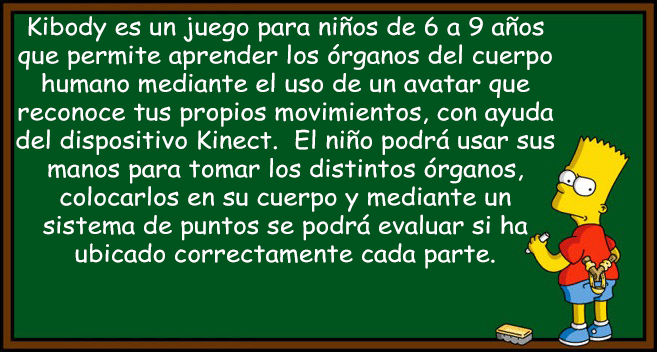 Kibody es un juego para niños de 6 a 9 años
que permite aprender los órganos del cuerpo
humano mediante el uso de un avatar que
reconoce tus propios movimientos, con ayuda
del dispositivo Kinect.  El niño podrá usar sus
manos para tomar los distintos órganos,
colocarlos en su cuerpo y mediante un
sistema de puntos se podrá evaluar si ha
ubicado correctamente cada parte.